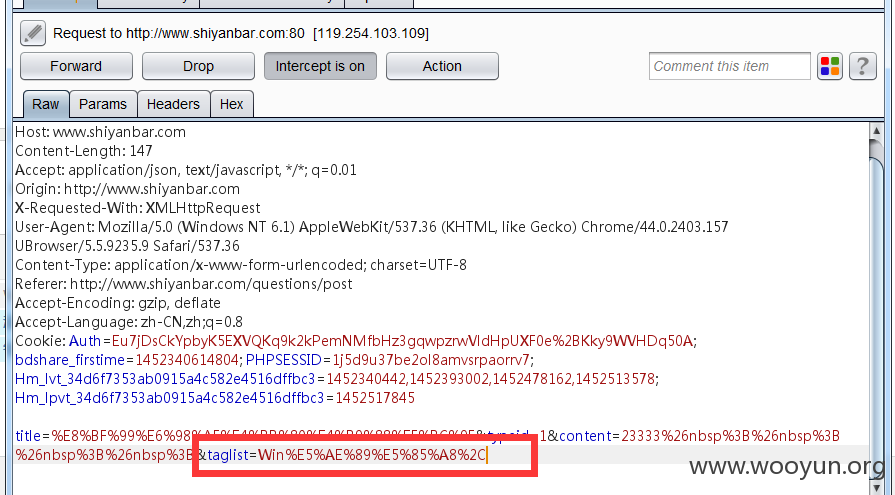 Request to http://www.shiyanbar.com:80 [119.254.103.109]
Forward Drop Intercept is on Action Comment this item ?
Raw Params Headers Hex
Host: www.shiyanbar.com
Content-Length: 147
Accept: application/json, text/javascript, */*; q=0.01
Origin: http://www.shiyanbar.com
X-Requested-With: XMLHttpRequest
User-Agent: Mozilla/5.0 (Windows NT 6.1) AppleWebKit/537.36 (KHTML, like Gecko) Chrome/44.0.2403.157
UBrowser/5.5.9235.9 Safari/537.36
Content-Type: application/x-www-form-urlencoded; charset=UTF-8
Referer: http://www.shiyanbar.com/questions/post
Accept-Encoding: gzip, deflate
Accept-Language: zh-CN,zh;q=0.8
Cookie: Auth=Eu7jDsCkYpbyK5EXVQKq9k2kPemNMfbHz3gqwpzrwVldHpUXF0e%2BKky9WVHDq50A;
bdshare_firstime=1452340614804; PHPSESSID=1j5d9u37be2ol8amvsrpaorrv7;
Hm_lvt_34d6f7353ab0915a4c582e4516dffbc3=1452340442,1452393002,1452478162,1452513578;
Hm_lpvt_34d6f7353ab0915a4c582e4516dffbc3=1452517845
title=%E8%BF%99%E6%98 1&content=23333%26nbsp%3B%26nbsp%3B
%26nbsp%3B%26nbsp%3B&taglist=Win%E5%AE%89%E5%85%A8%2C
www.wooyun.org